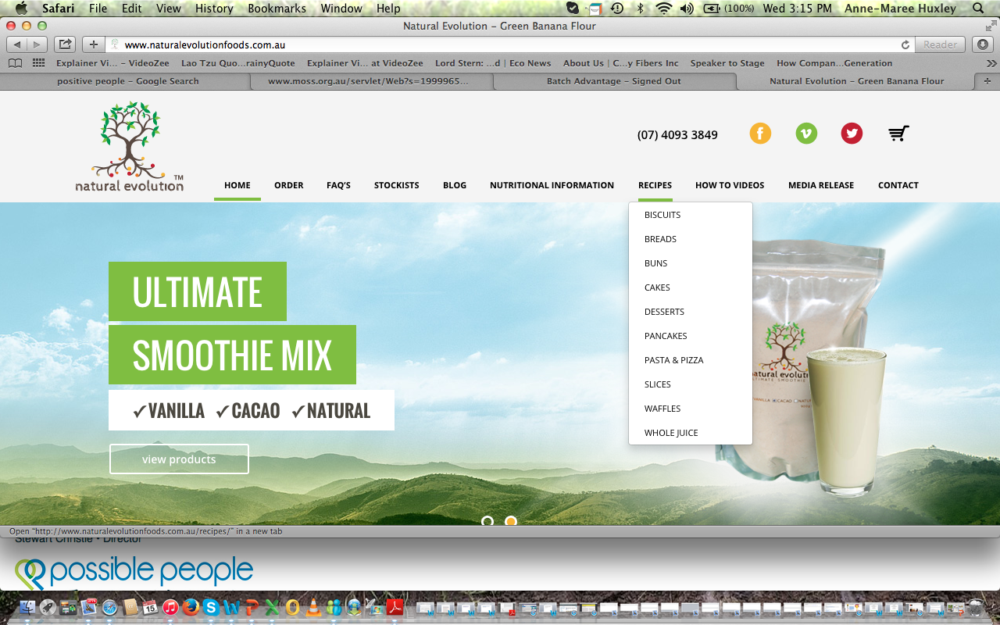 Safari File Edit View History Bookmarks Window Help (100%) Wed 3:15 PM Anne-Maree Huxley
Natural Evolution – Green Banana Flour
www.naturalevolutionfoods.com.au Reader
Explainer Vi... – VideoZee Lao Tzu Quo...rainyQuote Explainer Vi... at VideoZee Lord Stern: ...d | Eco News About Us | C...y Fibers Inc Speaker to Stage How Compan...Generation
positive people – Google Search www.moss.org.au/servlet/Web?s=1999965... Batch Advantage – Signed Out Natural Evolution – Green Banana Flour
(07) 4093 3849
natural evolution™
HOME ORDER FAQ'S STOCKISTS BLOG NUTRITIONAL INFORMATION RECIPES HOW TO VIDEOS MEDIA RELEASE CONTACT
BISCUITS
BREADS
BUNS
CAKES
DESSERTS
PANCAKES
PASTA & PIZZA
SLICES
WAFFLES
WHOLE JUICE
ULTIMATE
SMOOTHIE MIX
✓VANILLA ✓CACAO ✓NATURAL
view products
Open "http://www.naturalevolutionfoods.com.au/recipes/" in a new tab
Stewart Christie • Director
possible people